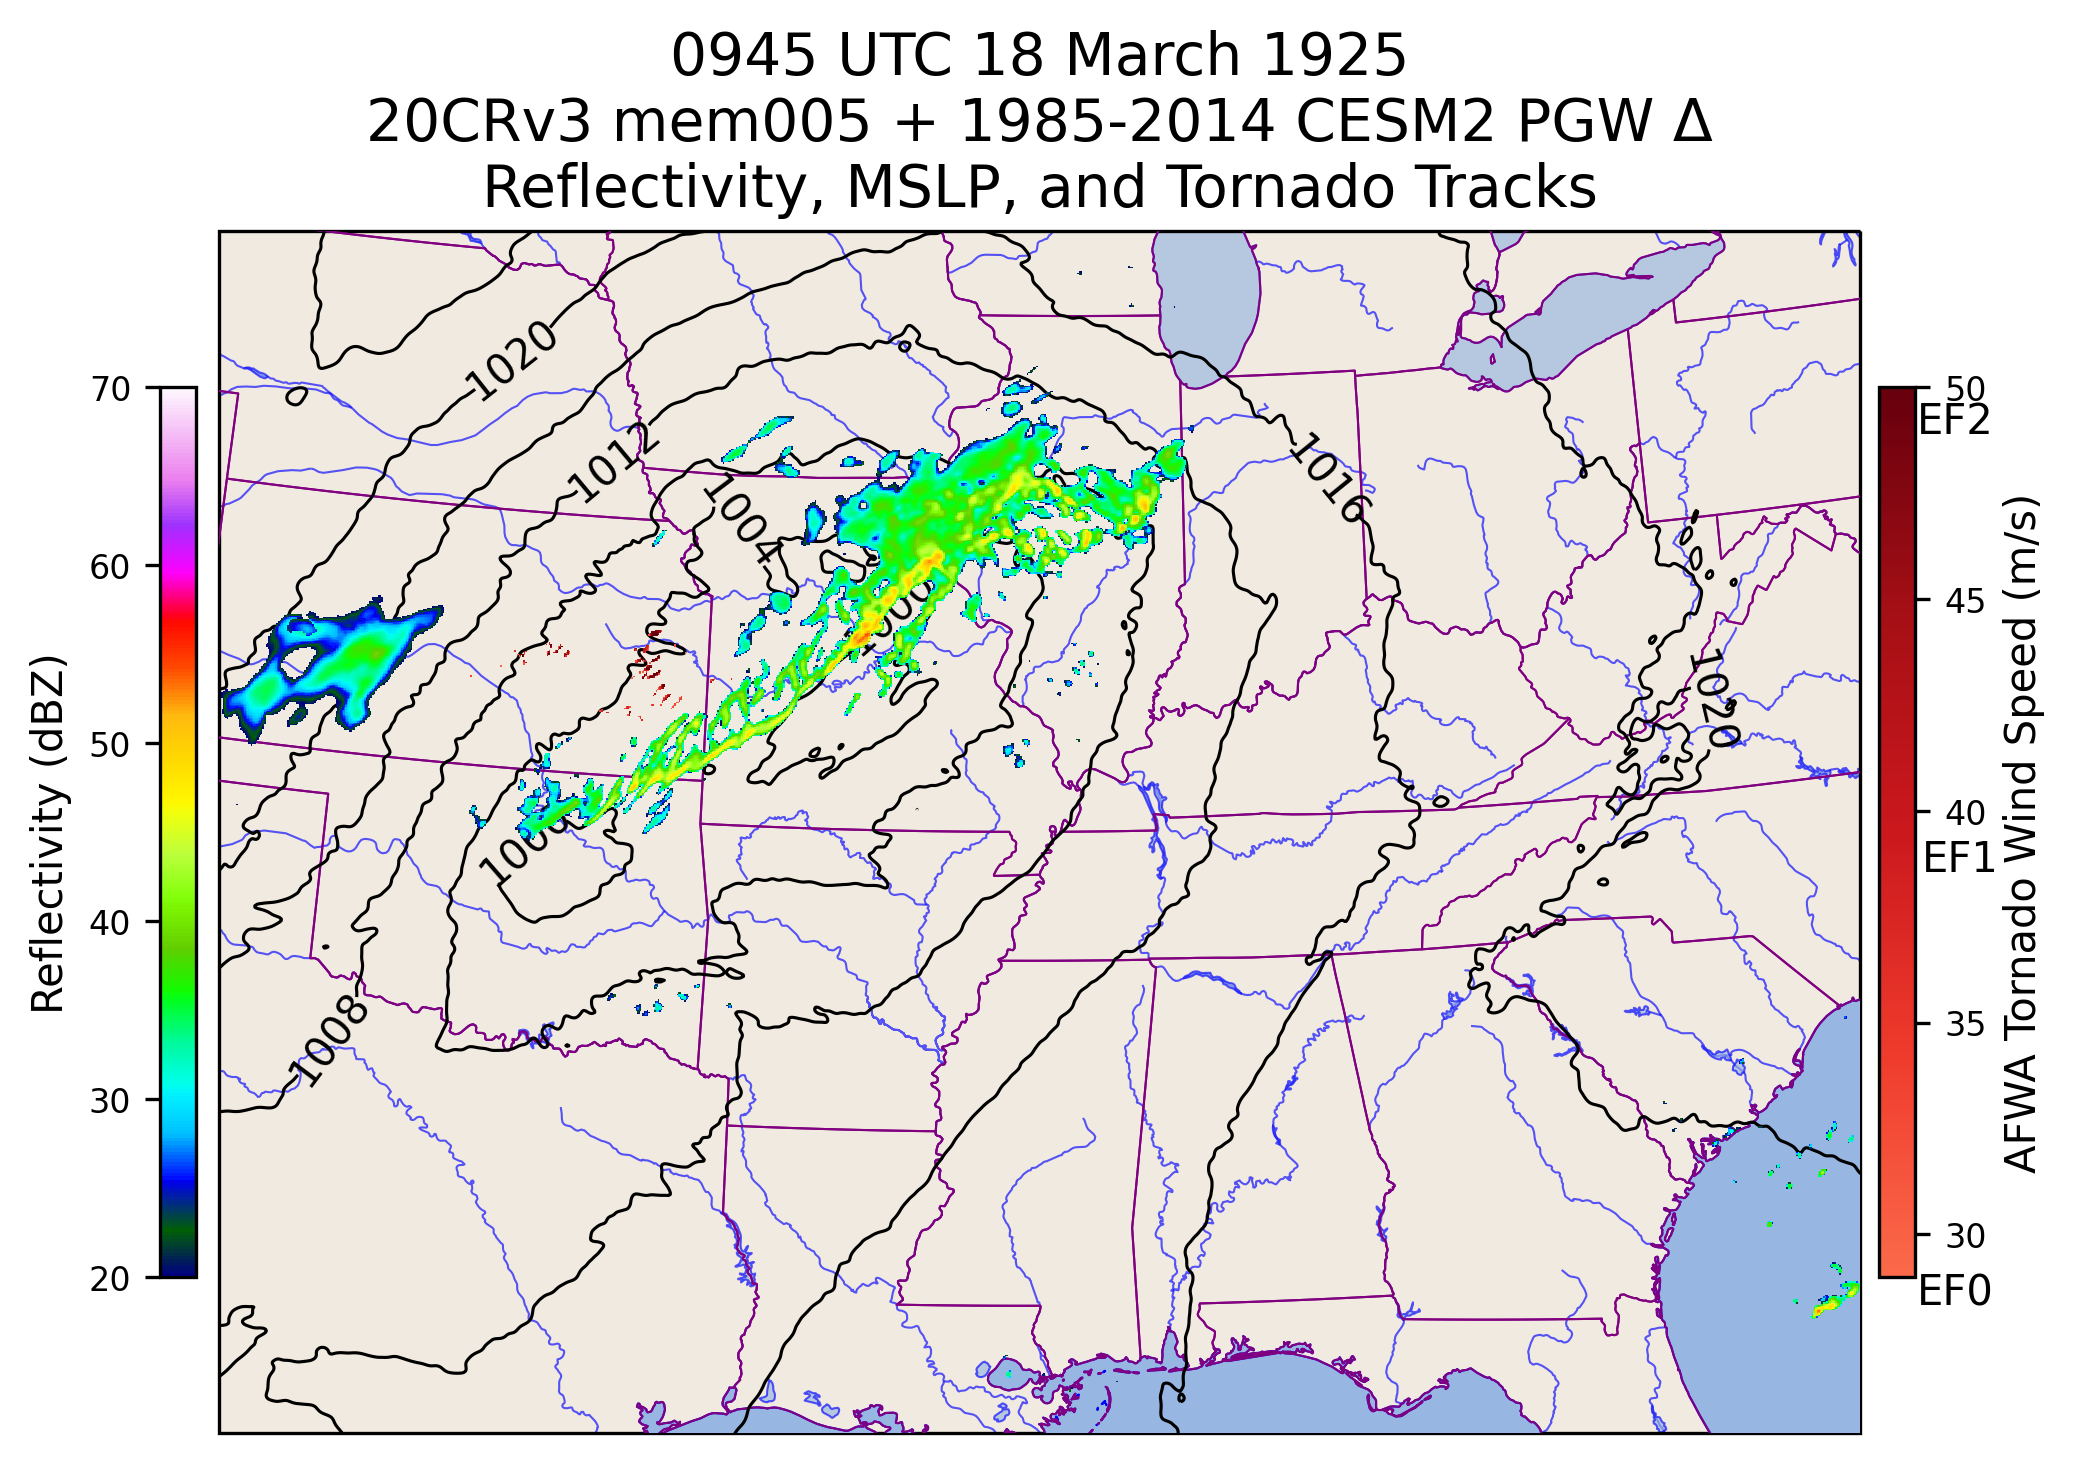 0945 UTC 18 March 1925
20CRv3 mem005 + 1985-2014 CESM2 PGW Δ
Reflectivity, MSLP, and Tornado Tracks
Reflectivity (dBZ)
70
60
50
40
30
20
1020
1012
1004
1016
1020
1008
50
EF2
45
40
EF1
35
30
EF0
AFWA Tornado Wind Speed (m/s)